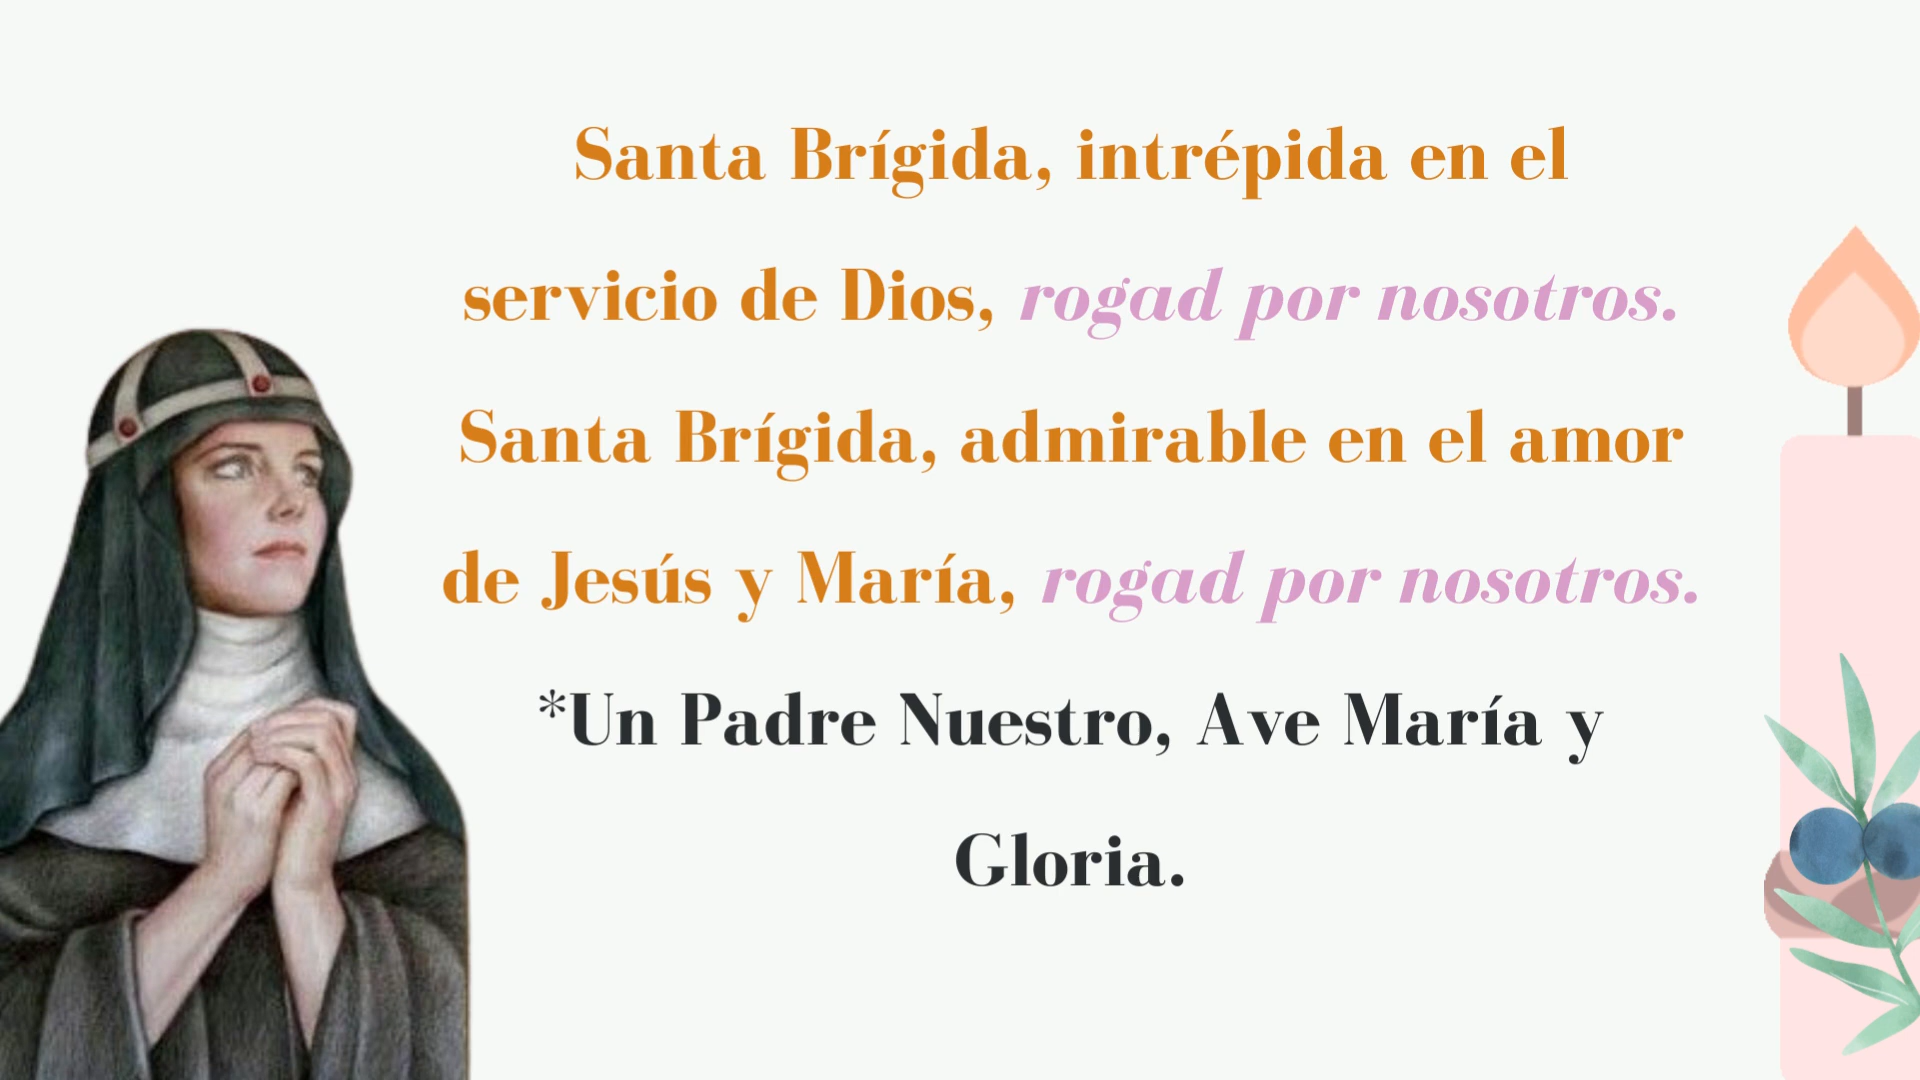 Santa Brígida, intrépida en el
servicio de Dios, rogad por nosotros.
Santa Brígida, admirable en el amor
de Jesús y María, rogad por nosotros.
*Un Padre Nuestro, Ave María y
Gloria.